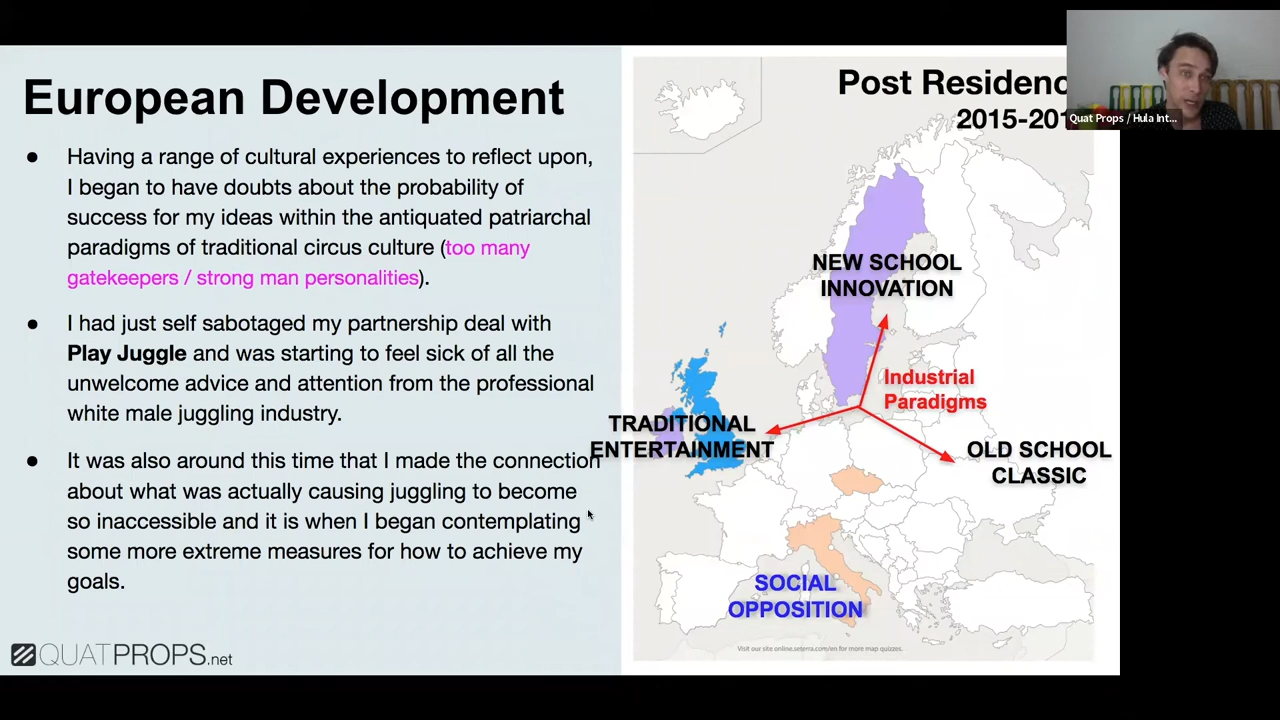 European Development
● Having a range of cultural experiences to reflect upon,
I began to have doubts about the probability of
success for my ideas within the antiquated patriarchal
paradigms of traditional circus culture (too many
gatekeepers / strong man personalities).
● I had just self sabotaged my partnership deal with
Play Juggle and was starting to feel sick of all the
unwelcome advice and attention from the professional
white male juggling industry.
● It was also around this time that I made the connection
about what was actually causing juggling to become
so inaccessible and it is when I began contemplating
some more extreme measures for how to achieve my
goals.
QUATPROPS.net
Post Residenc
2015-201
Quat Props / Hula Int...
NEW SCHOOL
INNOVATION
Industrial
Paradigms
TRADITIONAL
ENTERTAINMENT
OLD SCHOOL
CLASSIC
SOCIAL
OPPOSITION
Visit our site online.seterra.com/en for more map quizzes.